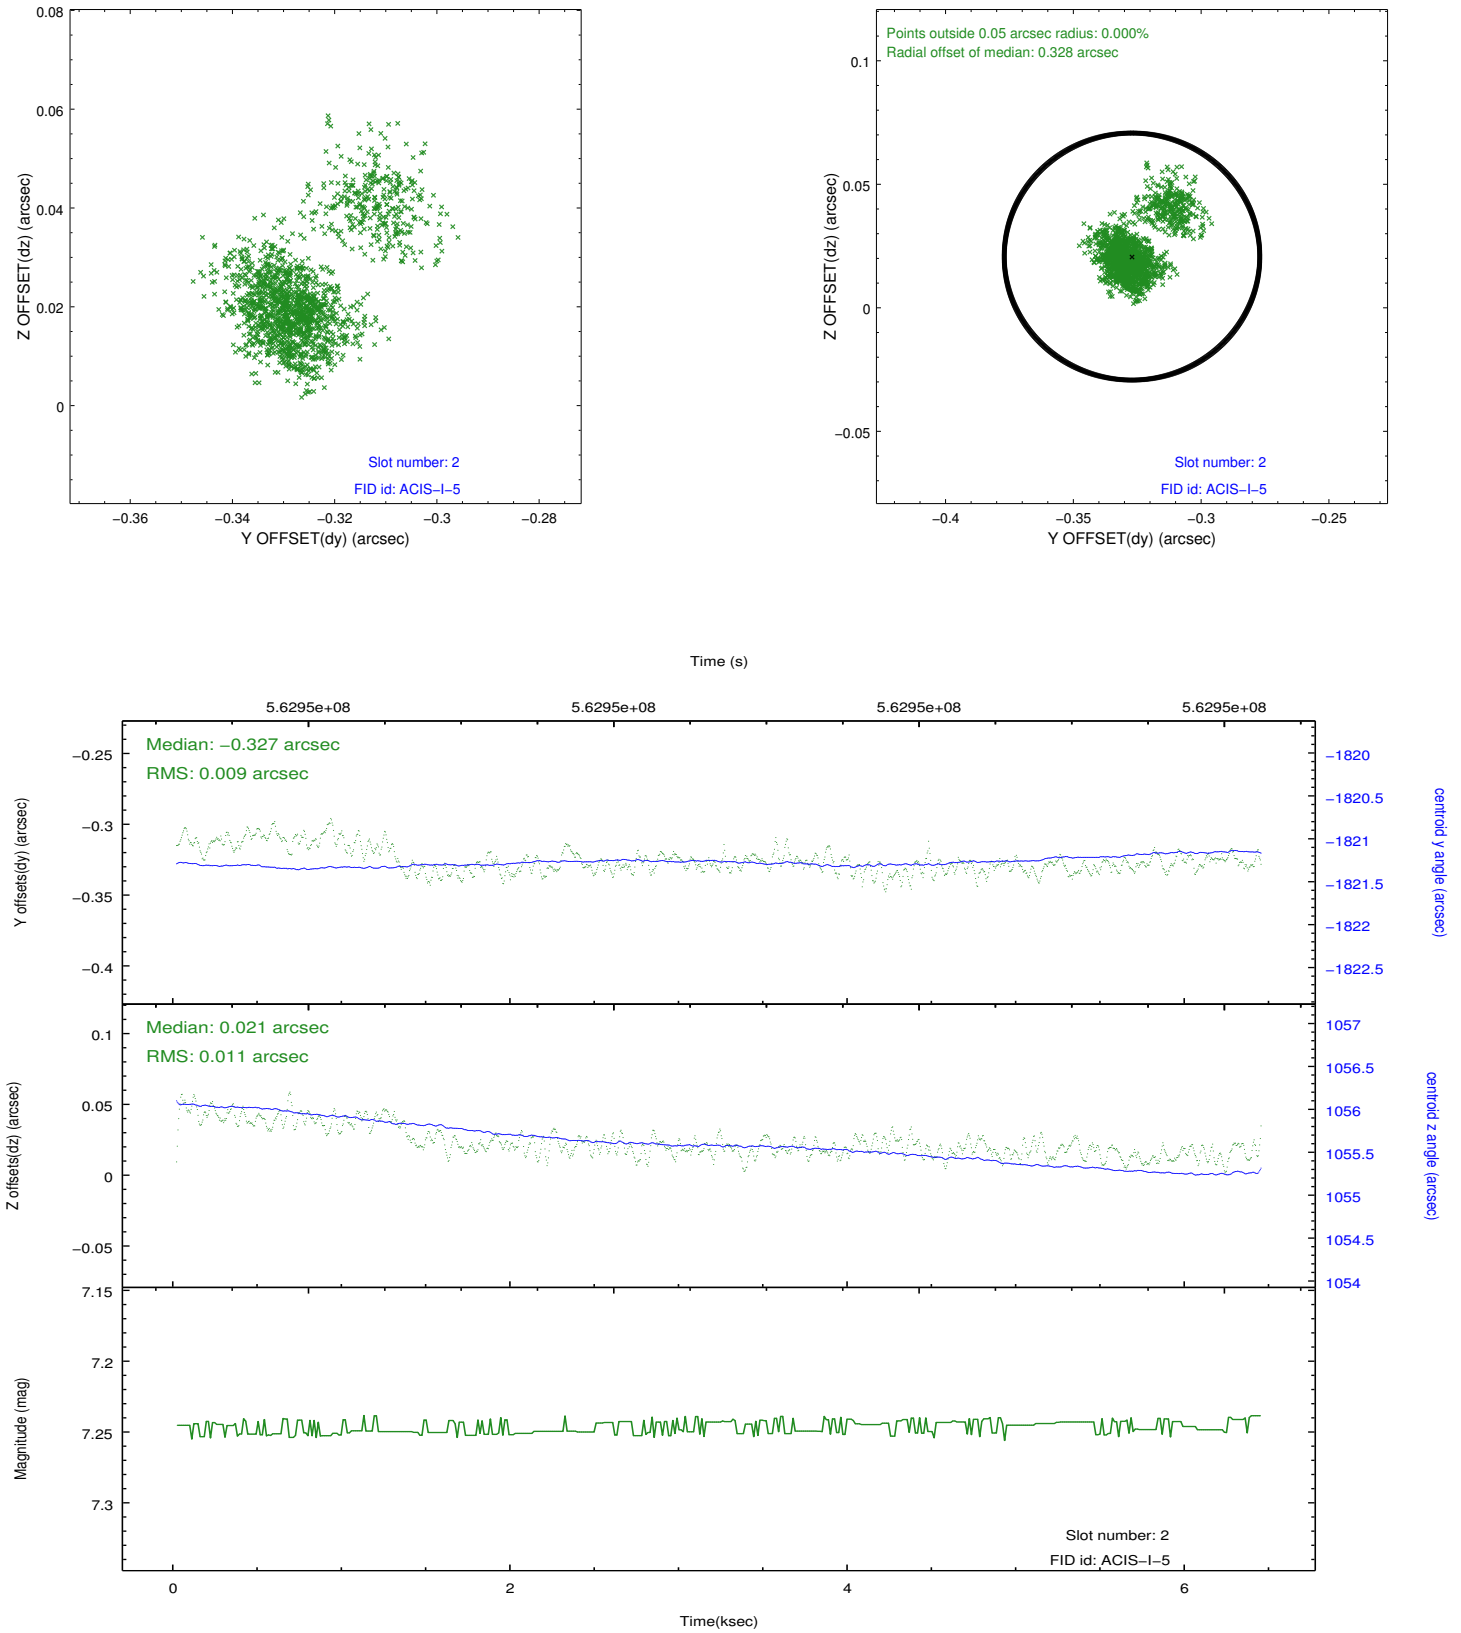 0.08
0.06
0.04
0.02
0
Z OFFSET(dz) (arcsec)
Slot number: 2
FID id: ACIS−I−5
−0.36
−0.34
−0.32
−0.3
−0.28
Y OFFSET(dy) (arcsec)
Points outside 0.05 arcsec radius: 0.000%
Radial offset of median: 0.328 arcsec
0.1
0.05
0
−0.05
Z OFFSET(dz) (arcsec)
Slot number: 2
FID id: ACIS−I−5
−0.4
−0.35
−0.3
−0.25
Y OFFSET(dy) (arcsec)
Time (s)
5.6295e+08
5.6295e+08
5.6295e+08
5.6295e+08
Median: −0.327 arcsec
RMS: 0.009 arcsec
−0.25
−0.3
−0.35
−0.4
Y offsets(dy) (arcsec)
−1820
−1820.5
−1821
−1821.5
−1822
−1822.5
centroid y angle (arcsec)
Median: 0.021 arcsec
RMS: 0.011 arcsec
0.1
0.05
0
−0.05
Z offsets(dz) (arcsec)
1057
1056.5
1056
1055.5
1055
1054.5
1054
centroid z angle (arcsec)
7.15
7.2
7.25
7.3
Magnitude (mag)
Slot number: 2
FID id: ACIS−I−5
0
2
4
6
Time(ksec)